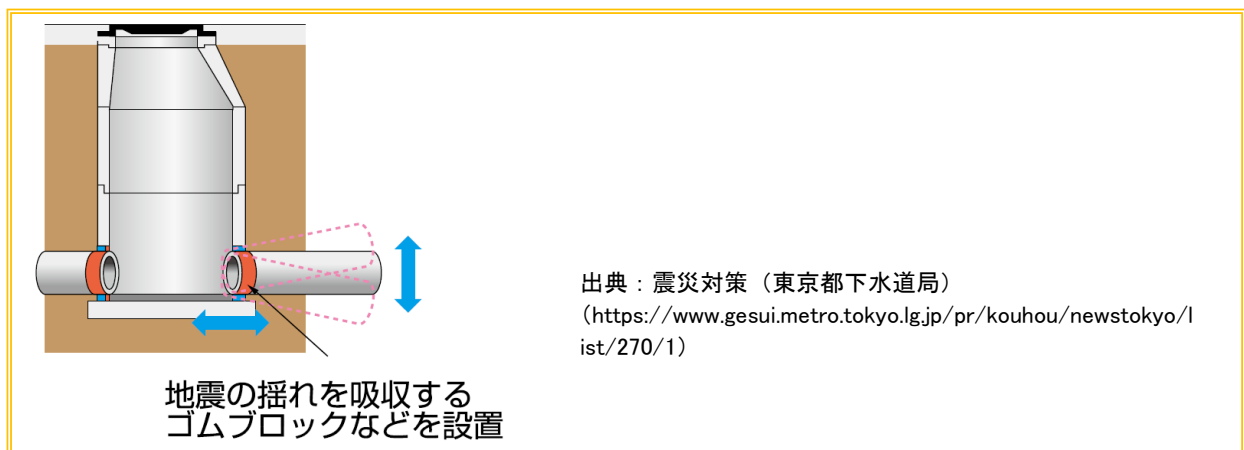 地震の揺れを吸収する
ゴムブロックなどを設置
出典：震災対策（東京都下水道局）
（https://www.gesui.metro.tokyo.lg.jp/pr/kouhou/newstokyo/l
ist/270/1）